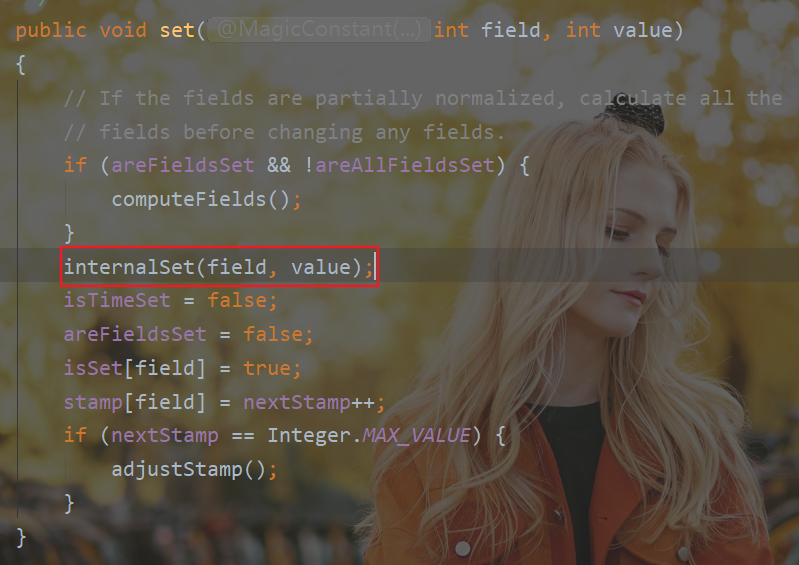 public void set( @MagicConstant(...) int field, int value)
{
// If the fields are partially normalized, calculate all the
// fields before changing any fields.
if (areFieldsSet && !areAllFieldsSet) {
computeFields();
}
internalSet(field, value);
isTimeSet = false;
areFieldsSet = false;
isSet[field] = true;
stamp[field] = nextStamp++;
if (nextStamp == Integer.MAX_VALUE) {
adjustStamp();
}
}